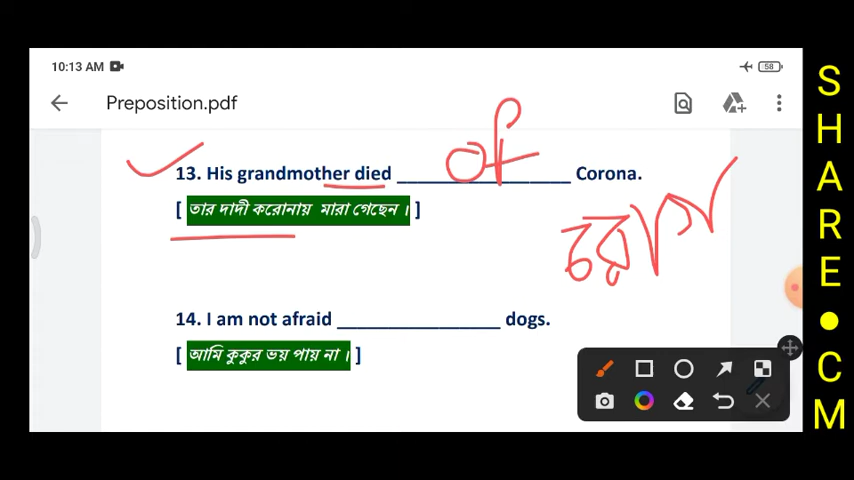 10:13 AM
58
Preposition.pdf
of
13. His grandmother died ________________ Corona.
[ তার দাদী করোনায় মারা গেছেন । ]
রোগ
14. I am not afraid ________________ dogs.
[ আমি কুকুর ভয় পায় না । ]
SHARE●CM